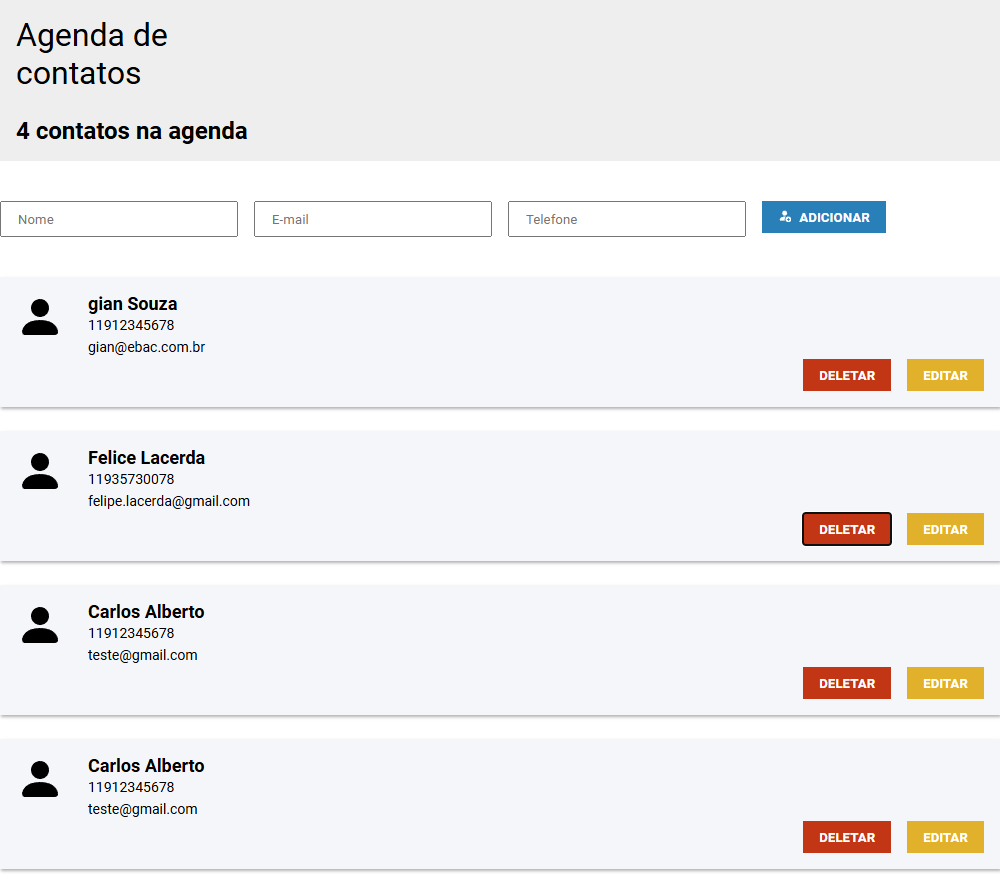 Agenda de
contatos
4 contatos na agenda
Nome
E-mail
Telefone
ADICIONAR
gian Souza
11912345678
gian@ebac.com.br
DELETAR
EDITAR
Felice Lacerda
11935730078
felipe.lacerda@gmail.com
DELETAR
EDITAR
Carlos Alberto
11912345678
teste@gmail.com
DELETAR
EDITAR
Carlos Alberto
11912345678
teste@gmail.com
DELETAR
EDITAR